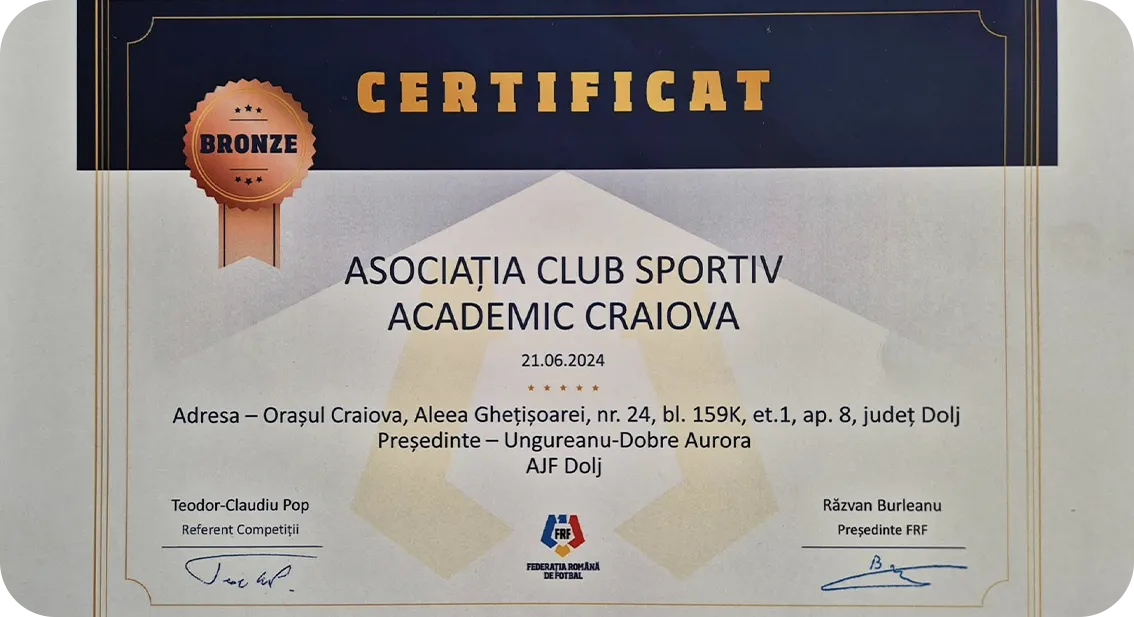 CERTIFICAT
BRONZE
ASOCIAȚIA CLUB SPORTIV
ACADEMIC CRAIOVA
21.06.2024
Adresa – Orașul Craiova, Aleea Ghețișoarei, nr. 24, bl. 159K, et.1, ap. 8, județ Dolj
Președinte – Ungureanu-Dobre Aurora
AJF Dolj
Teodor-Claudiu Pop
Referent Competiții
Răzvan Burleanu
Președinte FRF
FRF
FEDERAȚIA ROMÂNĂ
DE FOTBAL